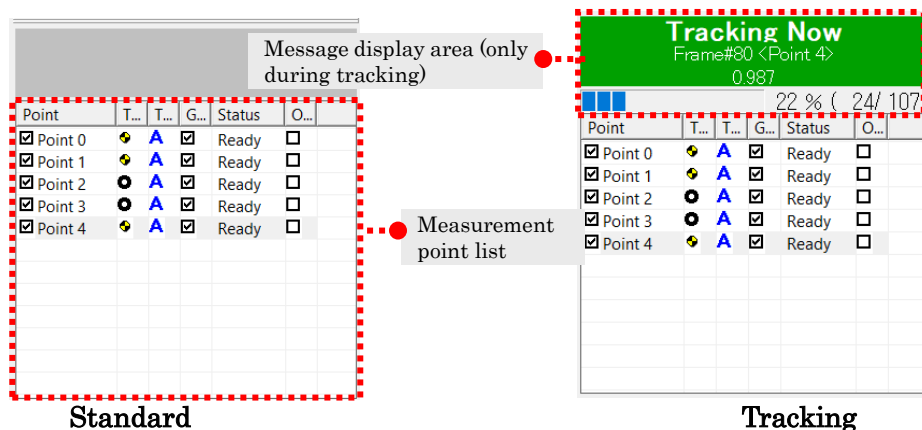 Message display area (only
during tracking)
Tracking Now
Frame#80 <Point 4>
0.987
22 % ( 24/ 107
Point T... T... G... Status O...
Point 0 A Ready
Point 1 A Ready
Point 2 A Ready
Point 3 A Ready
Point 4 A Ready
Measurement
point list
Point T... T... G... Status O...
Point 0 A Ready
Point 1 A Ready
Point 2 A Ready
Point 3 A Ready
Point 4 A Ready
Standard
Tracking